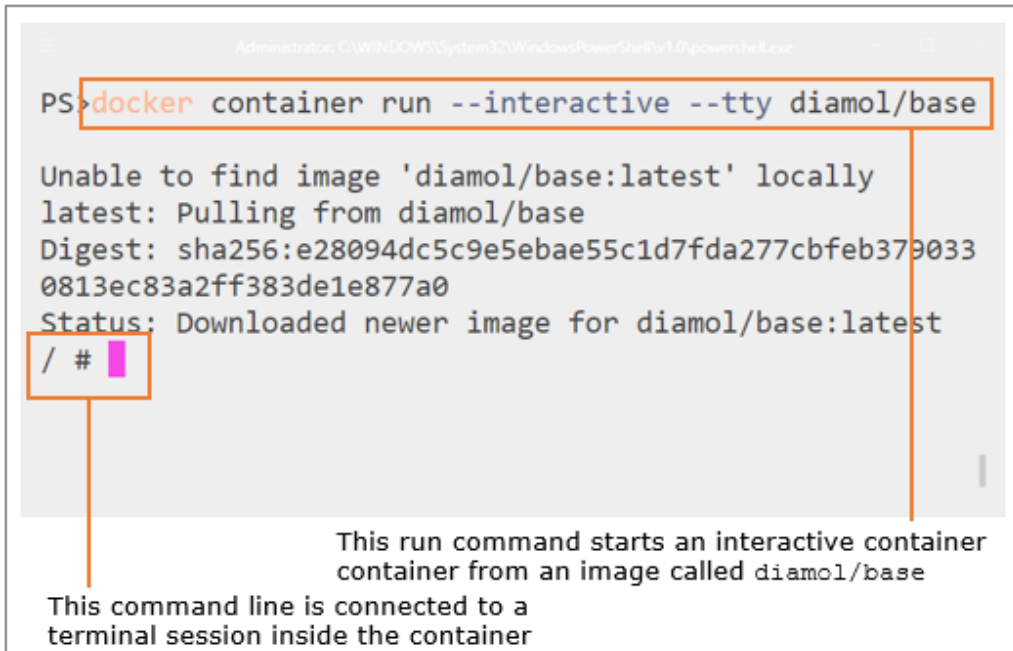 Administrator: C:\WINDOWS\System32\WindowsPowerShell\v1.0\powershell.exe
PS>docker container run --interactive --tty diamol/base
Unable to find image 'diamol/base:latest' locally
latest: Pulling from diamol/base
Digest: sha256:e28094dc5c9e5ebae55c1d7fda277cbfeb379033
0813ec83a2ff383de1e877a0
Status: Downloaded newer image for diamol/base:latest
/ #
This run command starts an interactive container
container from an image called diamol/base
This command line is connected to a
terminal session inside the container